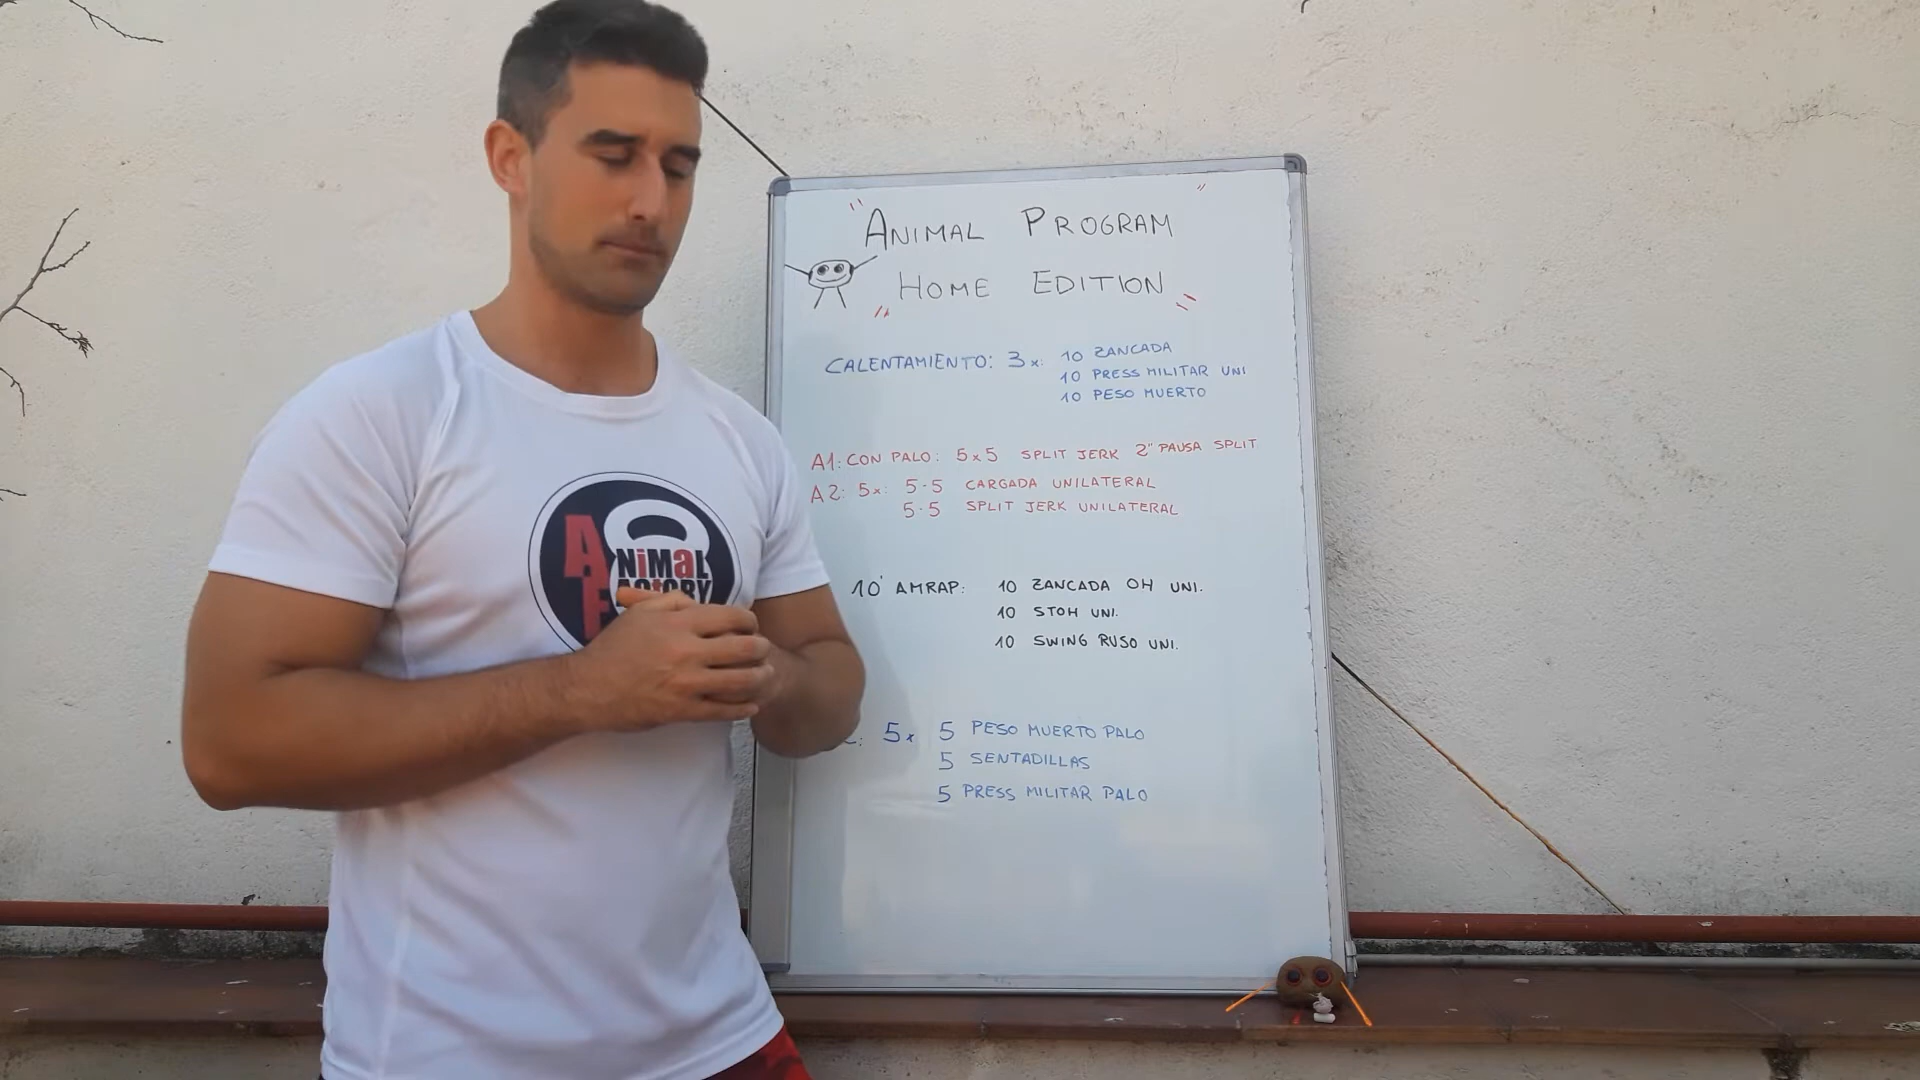 " ANIMAL PROGRAM "
" HOME EDITION "
CALENTAMIENTO: 3 x: 10 ZANCADA
10 PRESS MILITAR UNI
10 PESO MUERTO
A1: CON PALO: 5x5 SPLIT JERK 2" PAUSA SPLIT
A2: 5x: 5·5 CARGADA UNILATERAL
5·5 SPLIT JERK UNILATERAL
10' AMRAP: 10 ZANCADA OH UNI.
10 STOH UNI.
10 SWING RUSO UNI.
5x 5 PESO MUERTO PALO
5 SENTADILLAS
5 PRESS MILITAR PALO
ANiMaL